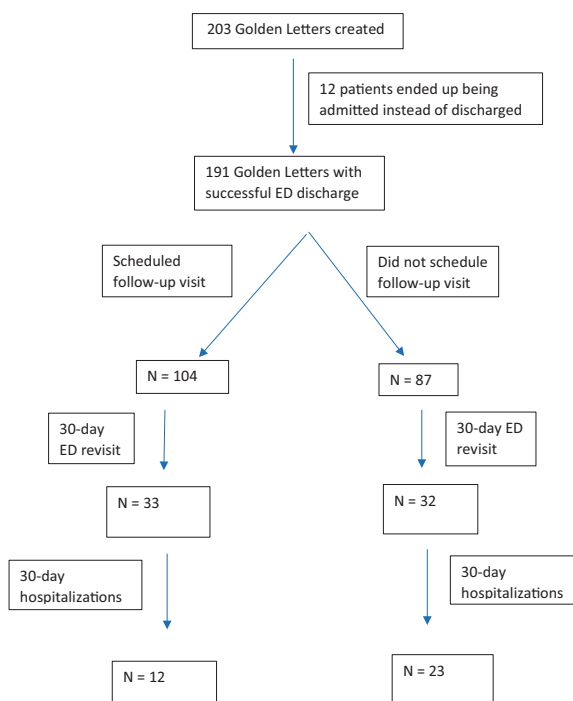 203 Golden Letters created
12 patients ended up being
admitted instead of discharged
191 Golden Letters with
successful ED discharge
Scheduled
follow-up visit
Did not schedule
follow-up visit
N = 104
N = 87
30-day
ED revisit
30-day ED
revisit
N = 33
N = 32
30-day
hospitalizations
30-day
hospitalizations
N = 12
N = 23